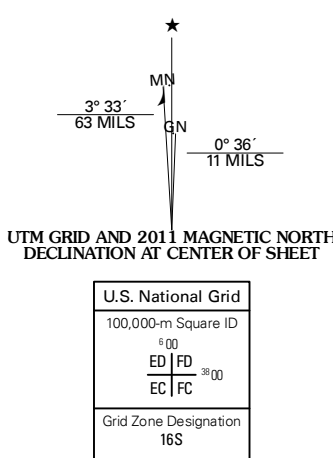 ★
MN
GN
3° 33´
63 MILS
0° 36´
11 MILS
UTM GRID AND 2011 MAGNETIC NORTH
DECLINATION AT CENTER OF SHEET
U.S. National Grid
100,000-m Square ID
6 00
ED FD
38 00
EC FC
Grid Zone Designation
16S